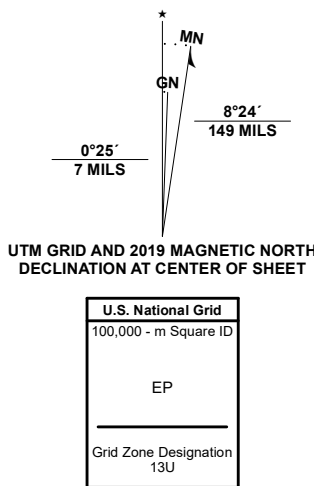 ★
MN
GN
8°24´
149 MILS
0°25´
7 MILS
UTM GRID AND 2019 MAGNETIC NORTH
DECLINATION AT CENTER OF SHEET
U.S. National Grid
100,000 - m Square ID
EP
Grid Zone Designation
13U